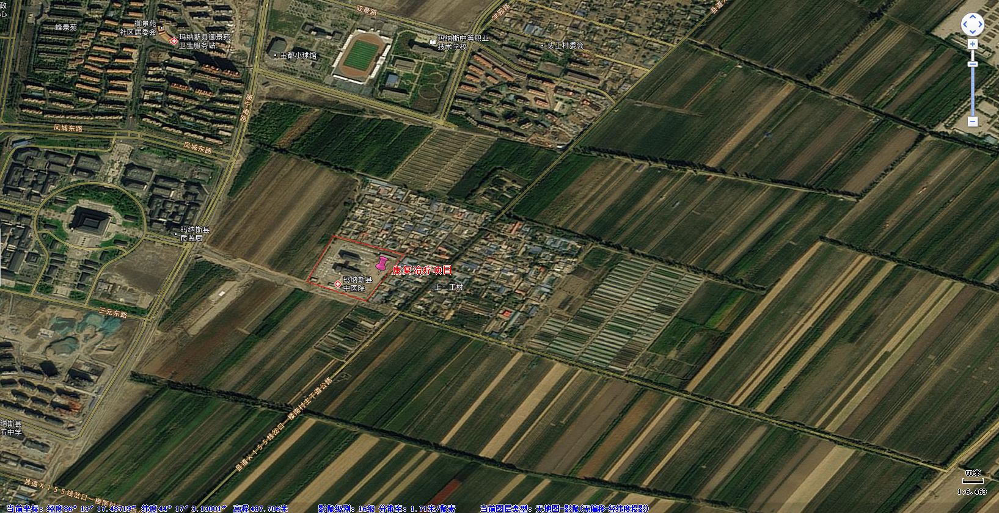 政
心
峰景苑
御景苑
社区居委会
玛纳斯县御景苑
卫生服务站
双景路
学园路
县道X
玉都小球馆
玛纳斯中等职业
技术学校
头工村委会
康宁南路
凤城东路
凤城东路
玛纳斯县
质监局
康复治疗项目
玛纳斯县
中医院
上二工村
三元东路
县道X155线岔口—楼南村主干道公路
纳斯县
五中学
县道X155线岔口—楼南村
50米
1:6,463
当前坐标: 经度86° 13′ 17.48719″ 纬度44° 17′ 3.13001″ 高程487.706米
影像级别: 16级 分辨率: 1.71米/像素
当前图层类型: 天地图-影像(无偏移-经纬度投影)